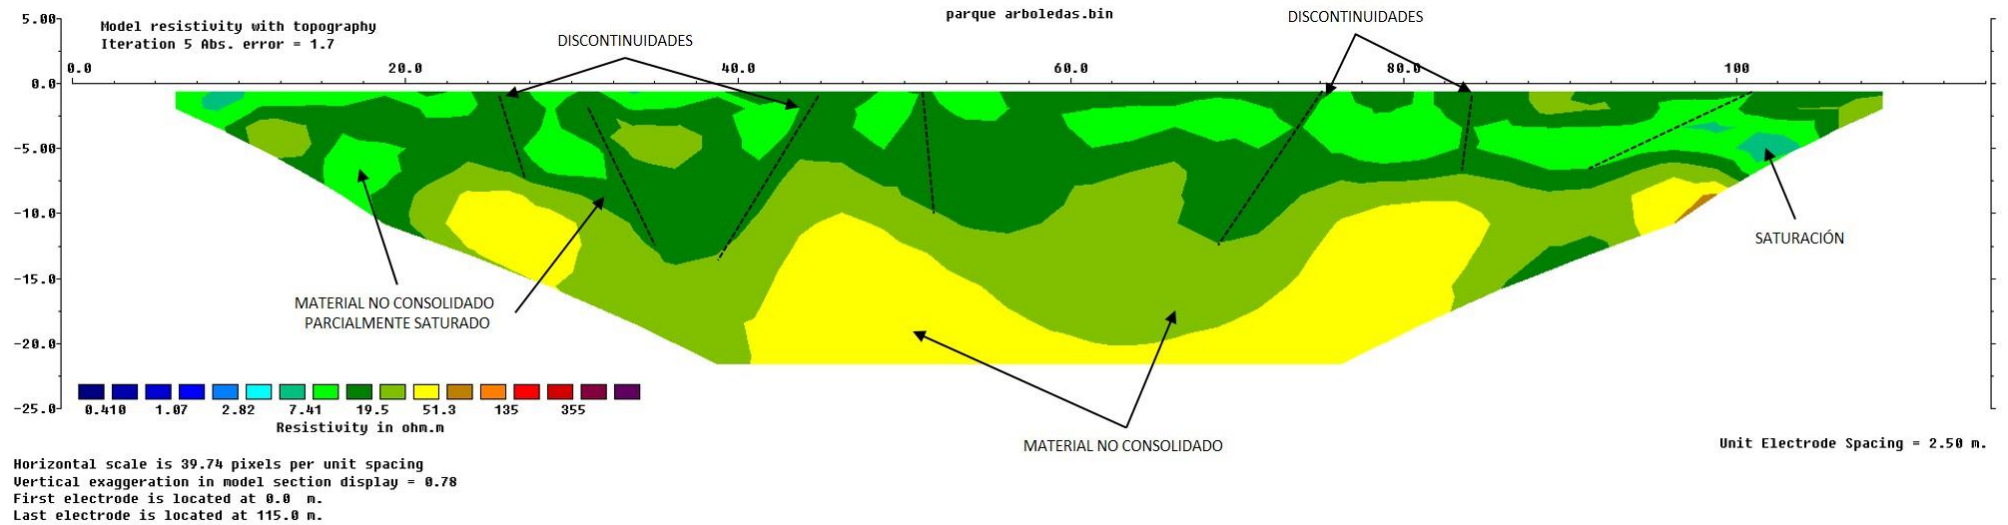 parque arboledas.bin
Model resistivity with topography
Iteration 5 Abs. error = 1.7
DISCONTINUIDADES
DISCONTINUIDADES
0.0 20.0 40.0 60.0 80.0 100
5.00
0.0
-5.00
-10.0
-15.0
-20.0
-25.0
SATURACIÓN
MATERIAL NO CONSOLIDADO
PARCIALMENTE SATURADO
MATERIAL NO CONSOLIDADO
0.410 1.07 2.82 7.41 19.5 51.3 135 355
Resistivity in ohm.m
Unit Electrode Spacing = 2.50 m.
Horizontal scale is 39.74 pixels per unit spacing
Vertical exaggeration in model section display = 0.78
First electrode is located at 0.0 m.
Last electrode is located at 115.0 m.